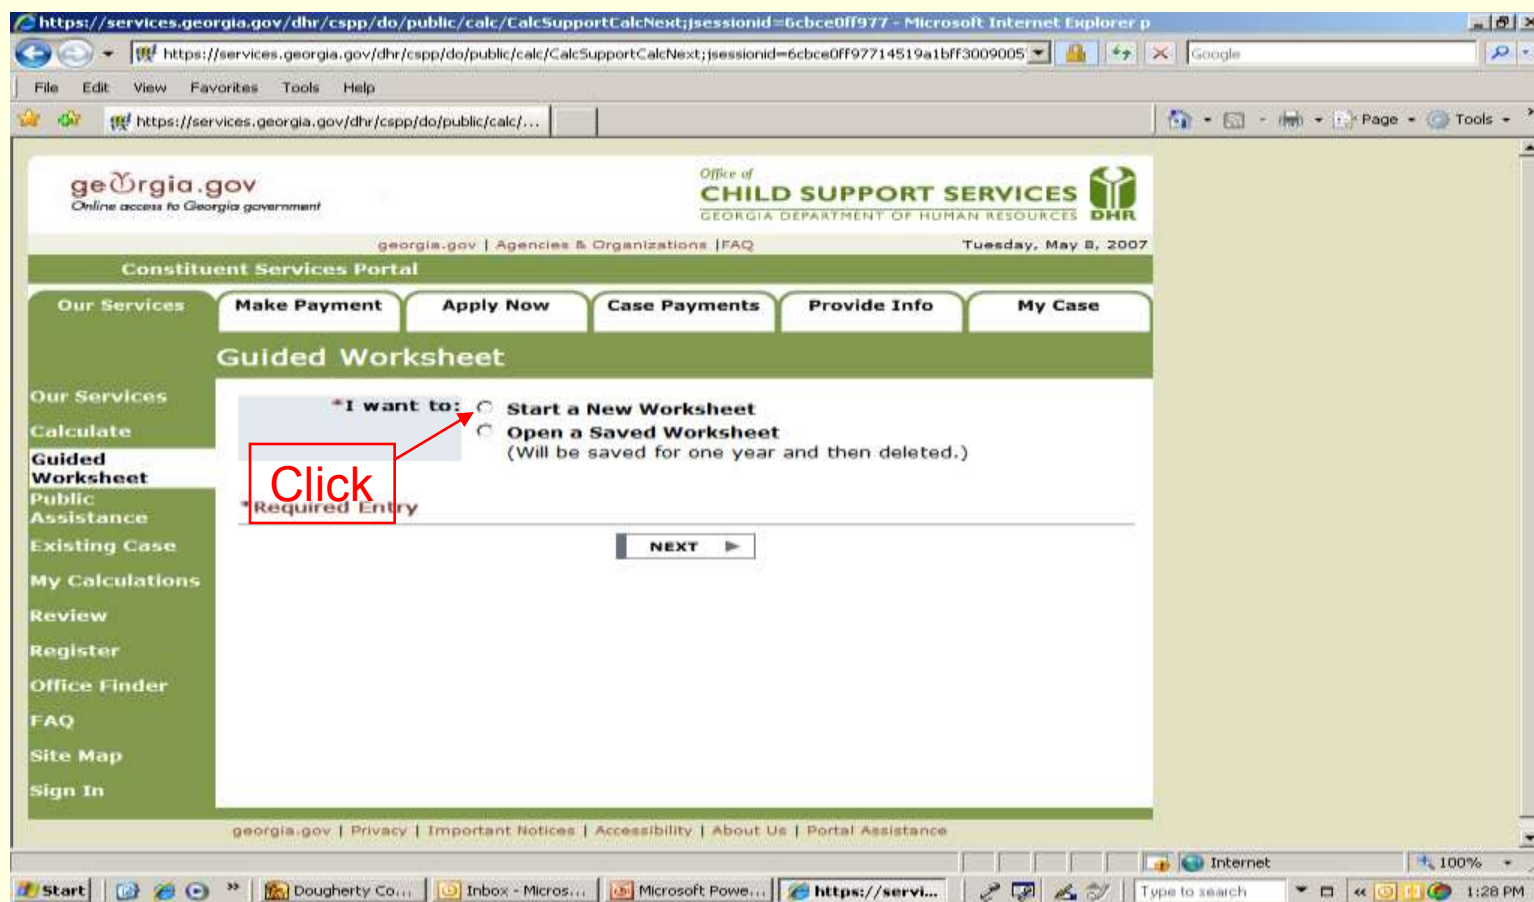 https://services.georgia.gov/dhr/cspp/do/public/calc/CalcSupportCalcNext;jsessionid=6cbce0ff977 - Microsoft Internet Explorer p
https://services.georgia.gov/dhr/cspp/do/public/calc/CalcSupportCalcNext;jsessionid=6cbce0ff97714519a1bff3009005
Google
File Edit View Favorites Tools Help
https://services.georgia.gov/dhr/cspp/do/public/calc/...
Page Tools
georgia.gov
Online access to Georgia government
Office of
CHILD SUPPORT SERVICES
GEORGIA DEPARTMENT OF HUMAN RESOURCES DHR
georgia.gov | Agencies & Organizations |FAQ
Tuesday, May 8, 2007
Constituent Services Portal
Our Services Make Payment Apply Now Case Payments Provide Info My Case
Guided Worksheet
Our Services
Calculate
Guided
Worksheet
Public
Assistance
Existing Case
My Calculations
Review
Register
Office Finder
FAQ
Site Map
Sign In
*I want to: Start a New Worksheet
Open a Saved Worksheet
(Will be saved for one year and then deleted.)
Click
*Required Entry
NEXT
georgia.gov | Privacy | Important Notices | Accessibility | About Us | Portal Assistance
Internet 100%
Start » Dougherty Co... Inbox - Micros... Microsoft Powe... https://servi... Type to search « 1:28 PM